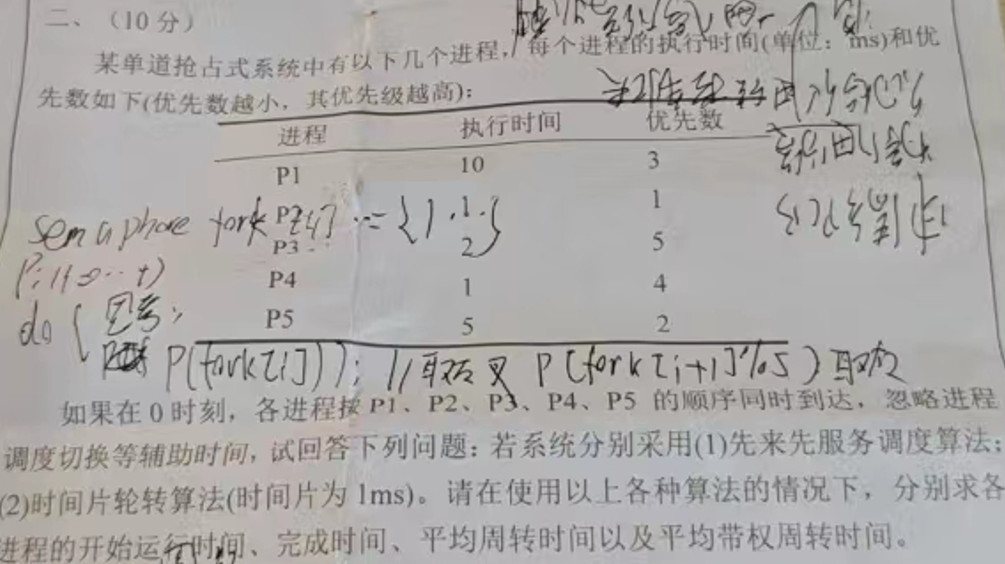 二、(10分)
某单道抢占式系统中有以下几个进程,每个进程的执行时间(单位:ms)和优
先数如下(优先数越小,其优先级越高):
进程 执行时间 优先数
P1 10 3
P2 1 1
P3 2 5
P4 1 4
P5 5 2
semaphore fork
do { 思考;
P(fork[i]); //取左叉 P(fork[i+1]%5)取右
如果在0时刻,各进程按P1、P2、P3、P4、P5的顺序同时到达,忽略进程
调度切换等辅助时间,试回答下列问题:若系统分别采用(1)先来先服务调度算法;
(2)时间片轮转算法(时间片为1ms)。请在使用以上各种算法的情况下,分别求各
进程的开始运行时间、完成时间、平均周转时间以及平均带权周转时间。